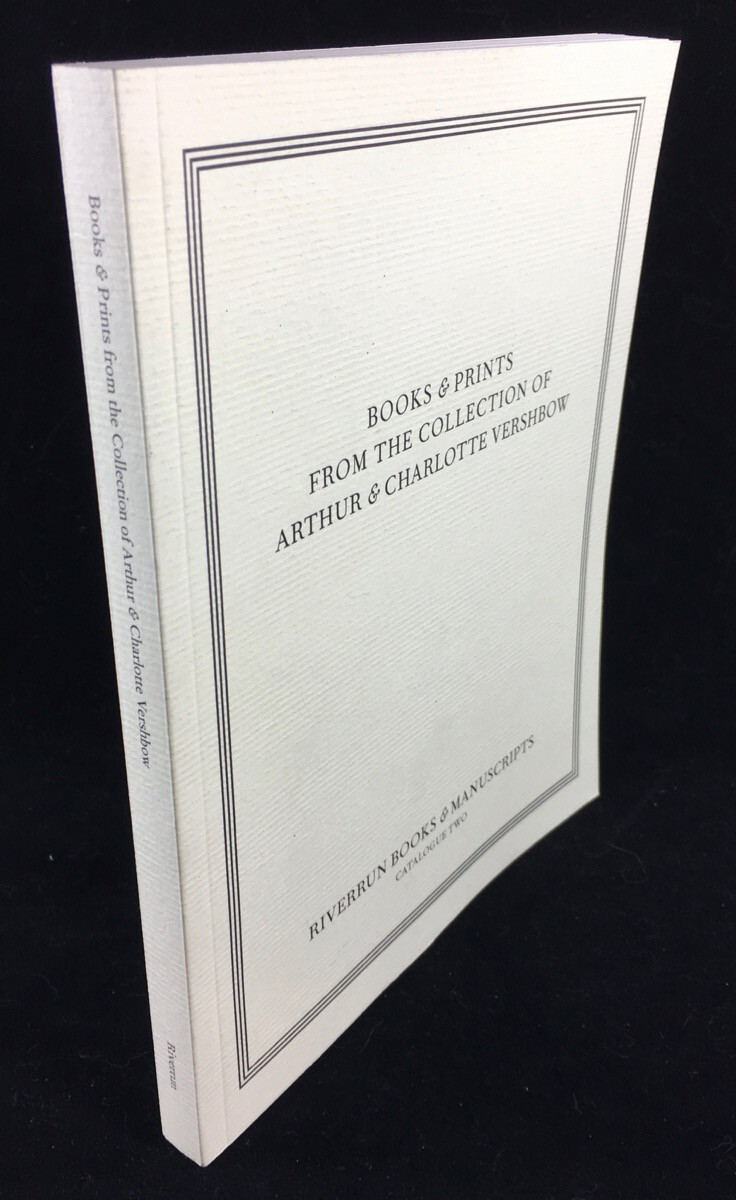 Books & Prints from the Collection of Arthur & Charlotte Vershbow
Riverrun
BOOKS & PRINTS
FROM THE COLLECTION OF
ARTHUR & CHARLOTTE VERSHBOW
RIVERRUN BOOKS & MANUSCRIPTS
CATALOGUE TWO